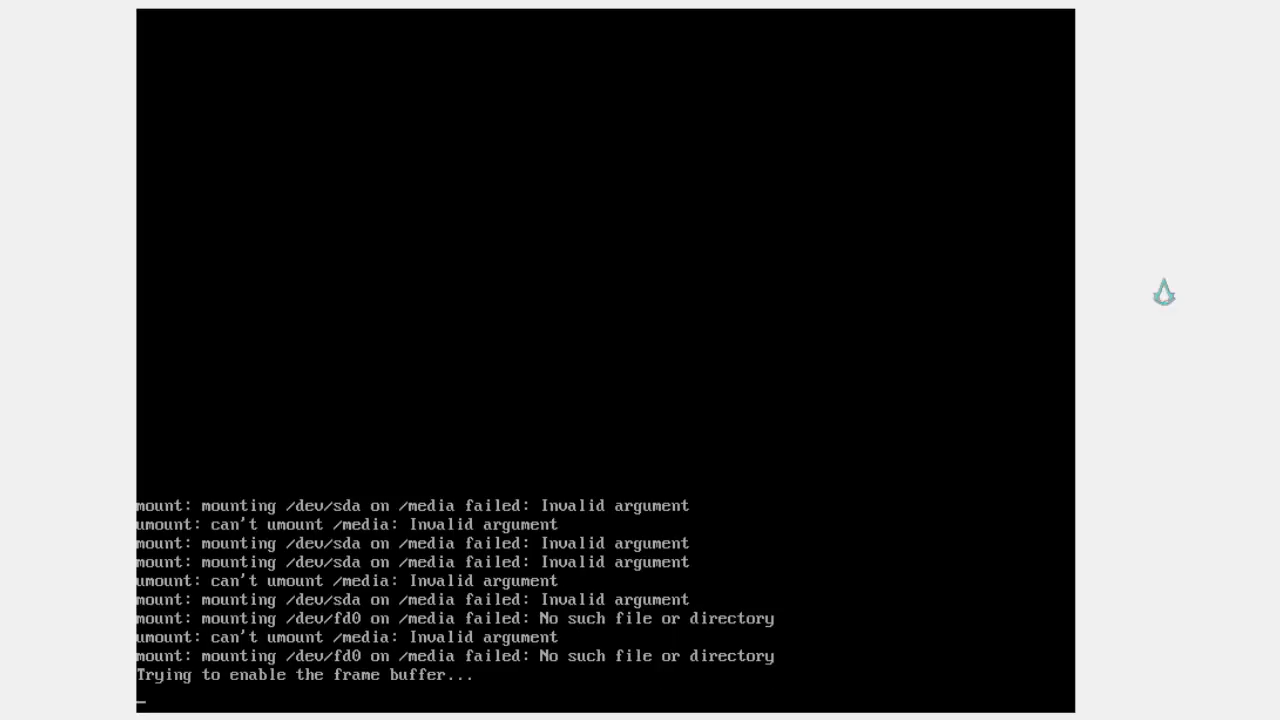 mount: mounting /dev/sda on /media failed: Invalid argument
umount: can't umount /media: Invalid argument
mount: mounting /dev/sda on /media failed: Invalid argument
mount: mounting /dev/sda on /media failed: Invalid argument
umount: can't umount /media: Invalid argument
mount: mounting /dev/sda on /media failed: Invalid argument
mount: mounting /dev/fd0 on /media failed: No such file or directory
umount: can't umount /media: Invalid argument
mount: mounting /dev/fd0 on /media failed: No such file or directory
Trying to enable the frame buffer...